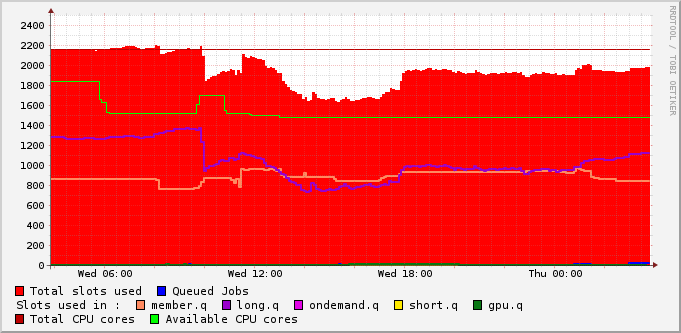 2400
2200
2000
1800
1600
1400
1200
1000
800
600
400
200
0
Wed 06:00 Wed 12:00 Wed 18:00 Thu 00:00
RRDTOOL / TOBI OETIKER
Total slots used Queued Jobs
Slots used in : member.q long.q ondemand.q short.q gpu.q
Total CPU cores Available CPU cores